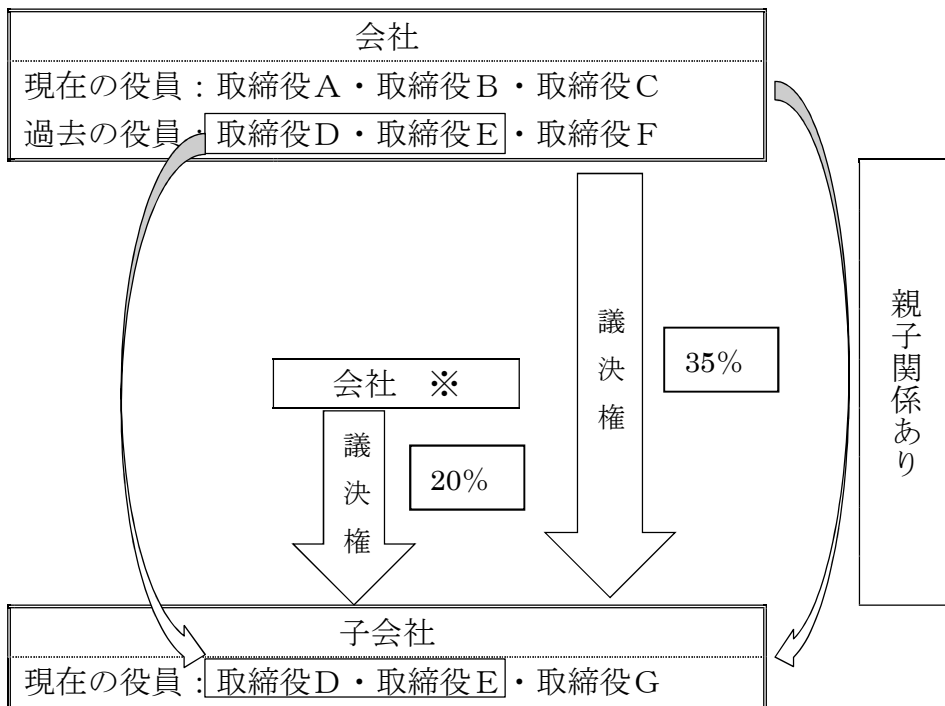 会社
現在の役員：取締役A・取締役B・取締役C
過去の役員：取締役D・取締役E・取締役F
親子関係あり
議決権
35%
会社　※
議決権
20%
子会社
現在の役員：取締役D・取締役E・取締役G